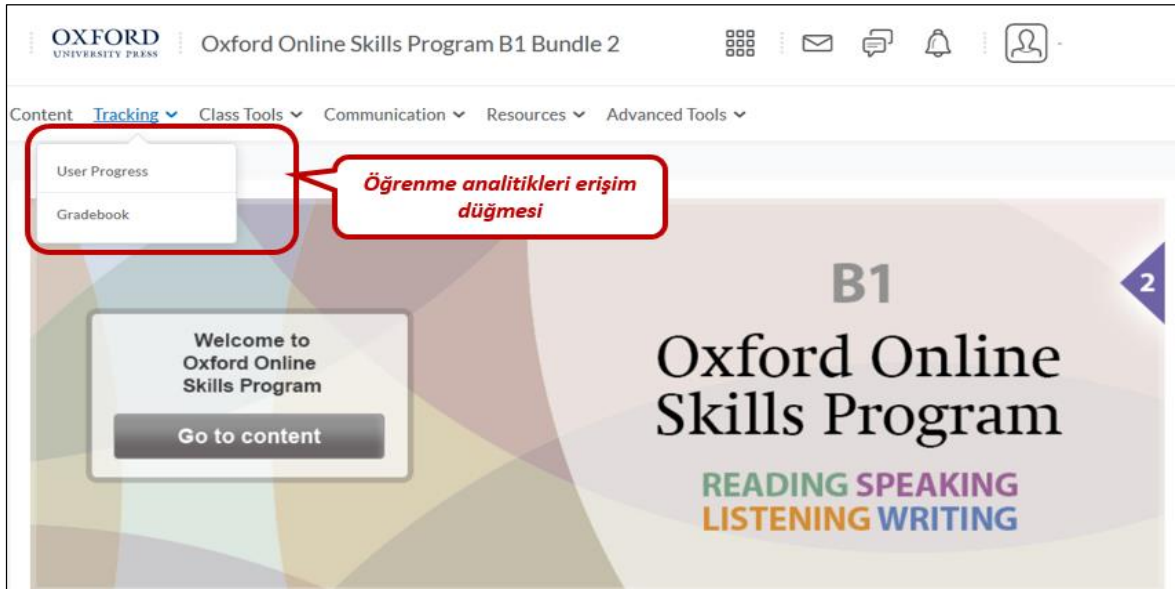 OXFORD
UNIVERSITY PRESS
Oxford Online Skills Program B1 Bundle 2
Content Tracking Class Tools Communication Resources Advanced Tools
User Progress
Gradebook
Öğrenme analitikleri erişim
düğmesi
Welcome to
Oxford Online
Skills Program
Go to content
B1
2
Oxford Online
Skills Program
READING SPEAKING
LISTENING WRITING